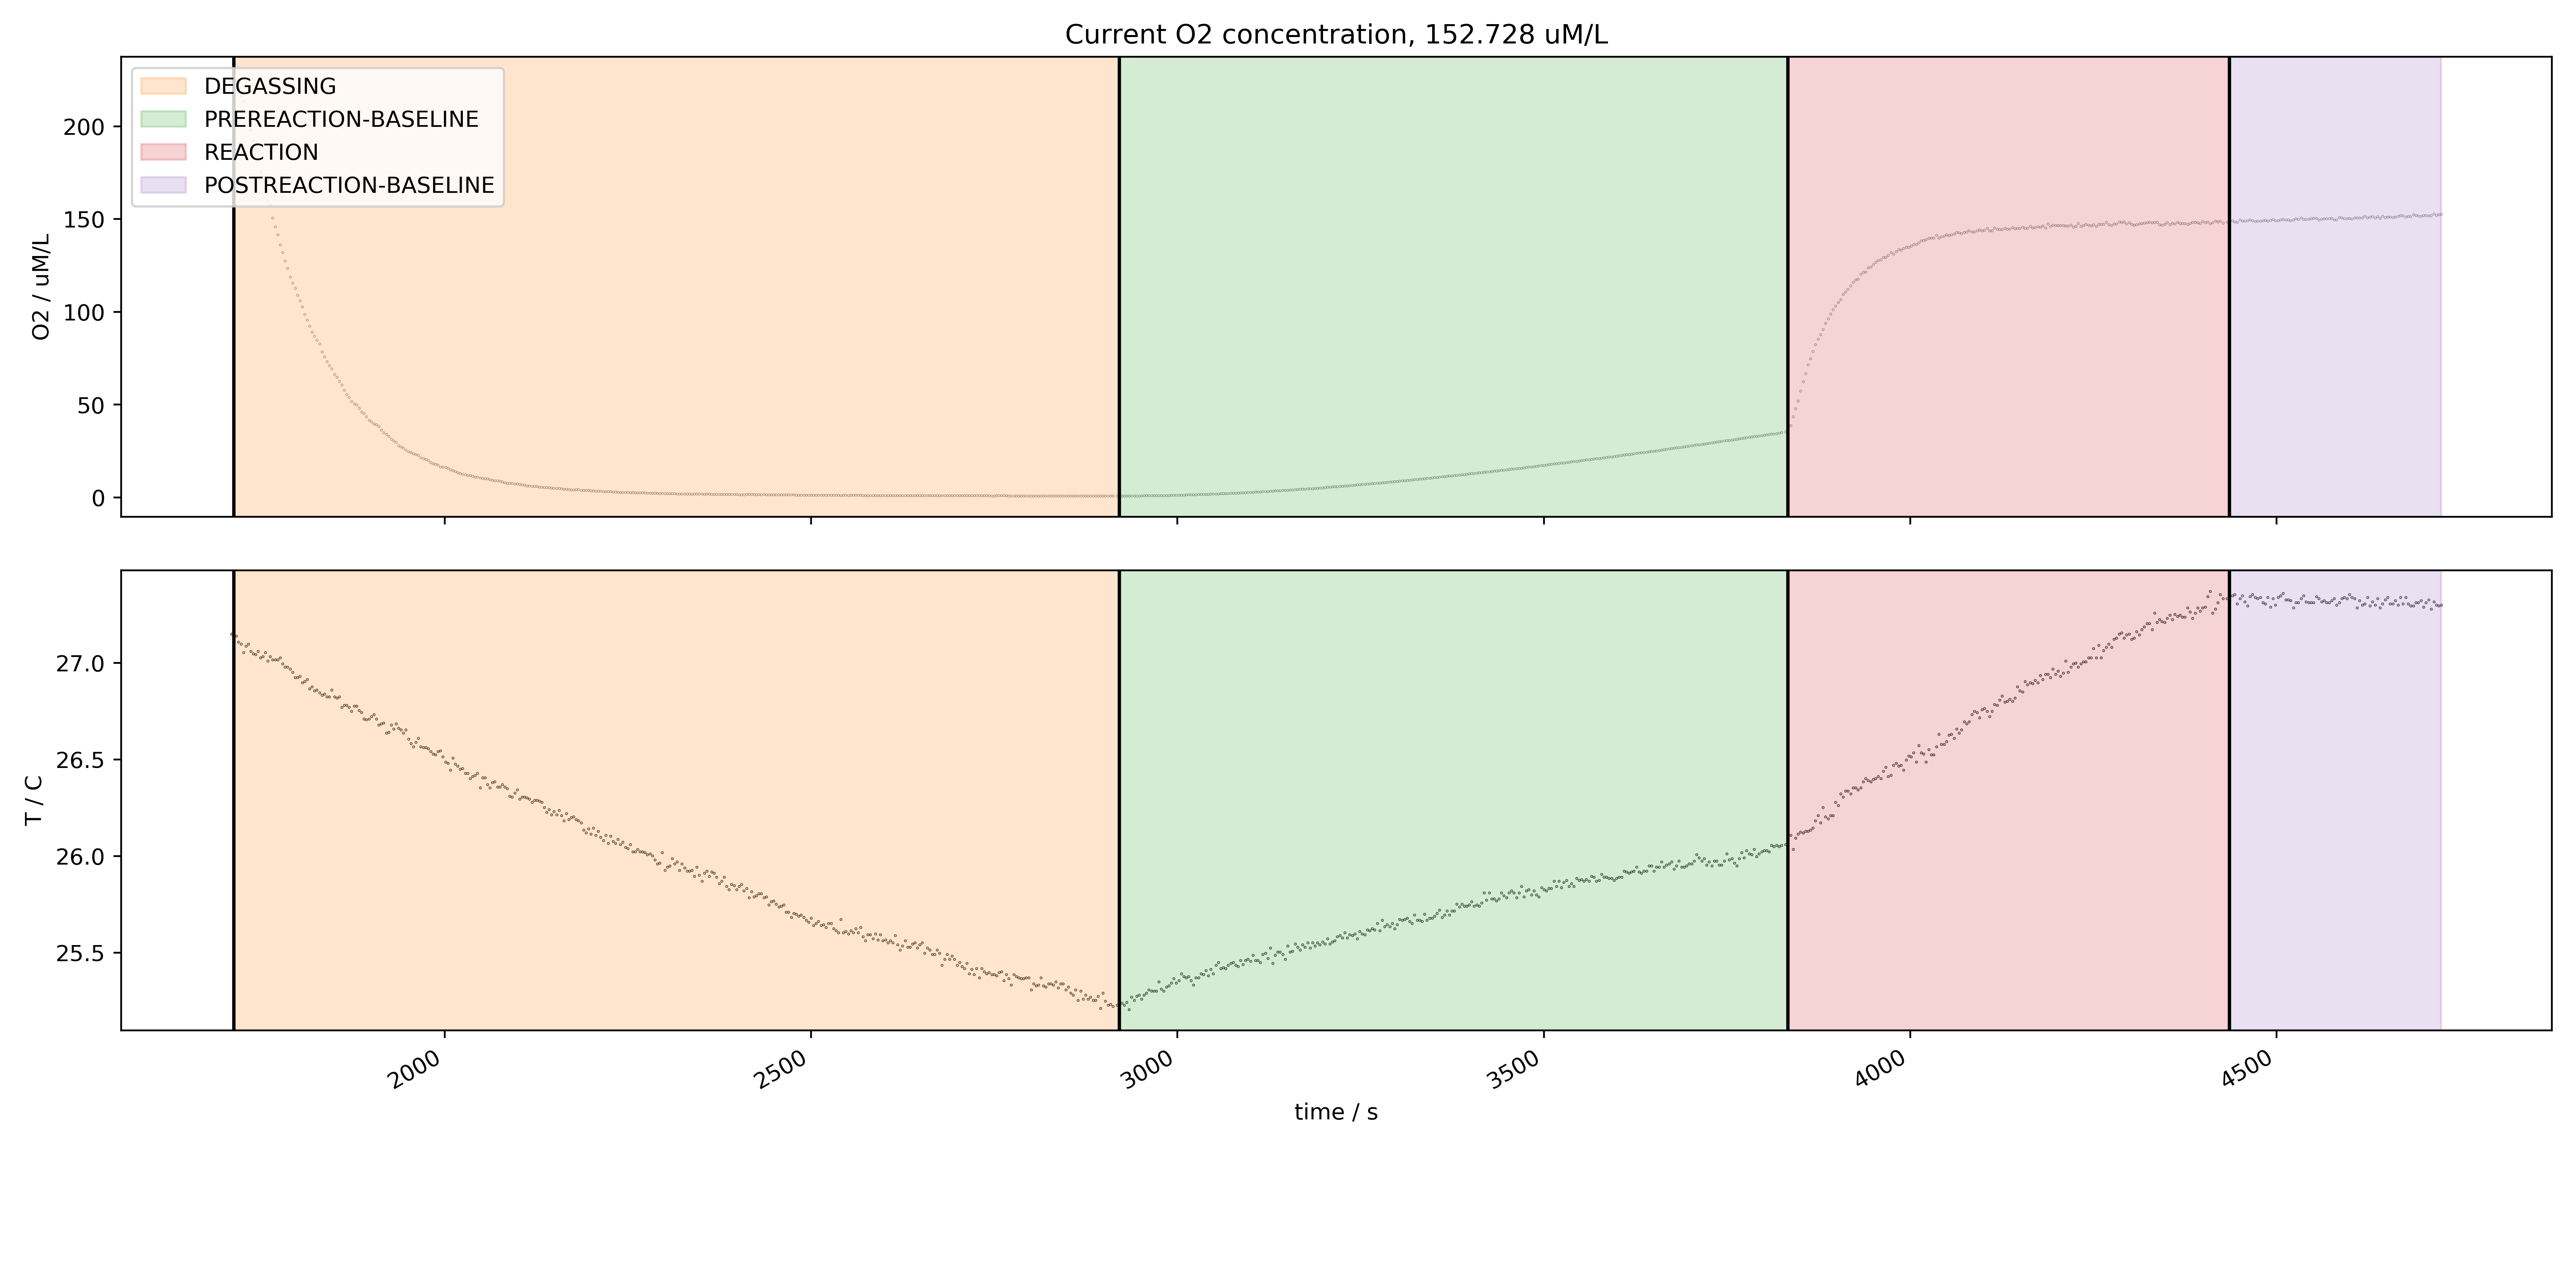 Current O2 concentration, 152.728 uM/L
DEGASSING
PREREACTION-BASELINE
REACTION
POSTREACTION-BASELINE
200
150
100
50
0
O2 / uM/L
27.0
26.5
26.0
25.5
T / C
2000
2500
3000
3500
4000
4500
time / s